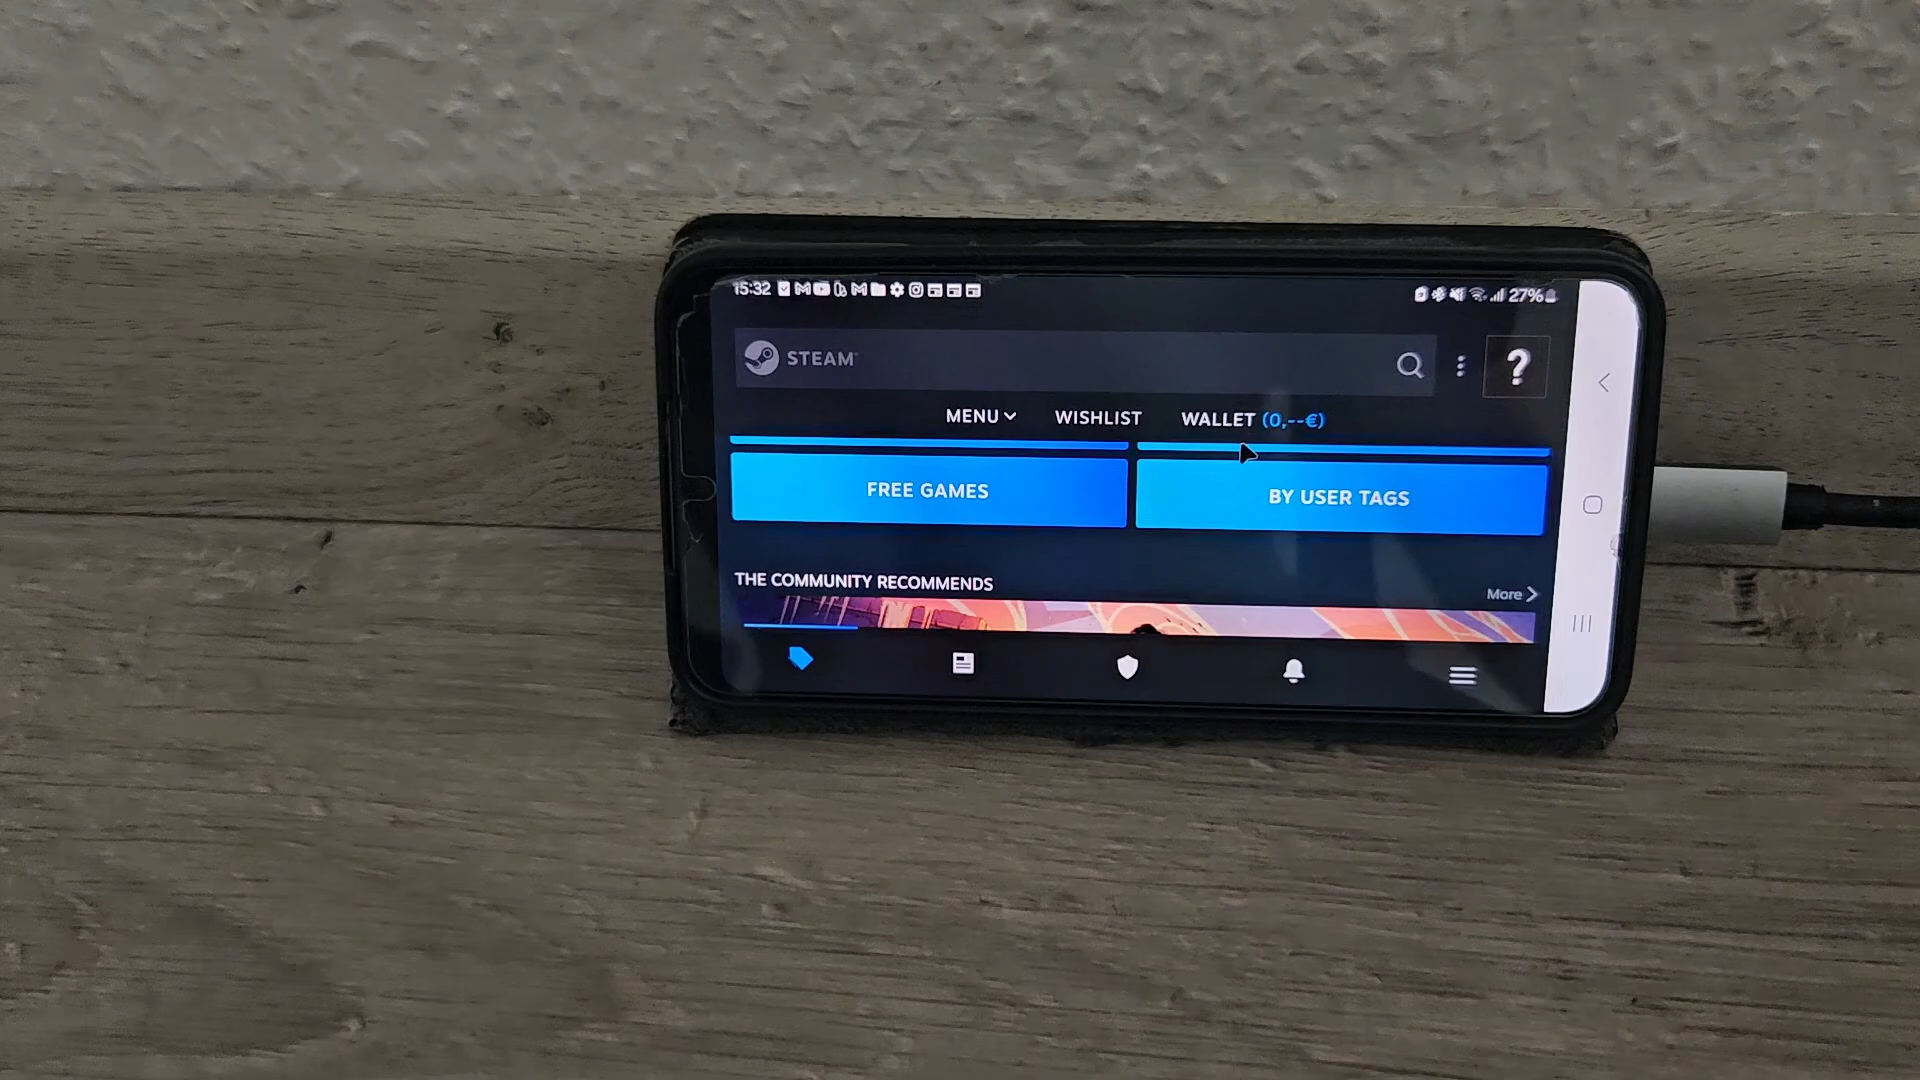 15:32
27%
STEAM
MENU WISHLIST WALLET (0,--€)
FREE GAMES BY USER TAGS
THE COMMUNITY RECOMMENDS
More